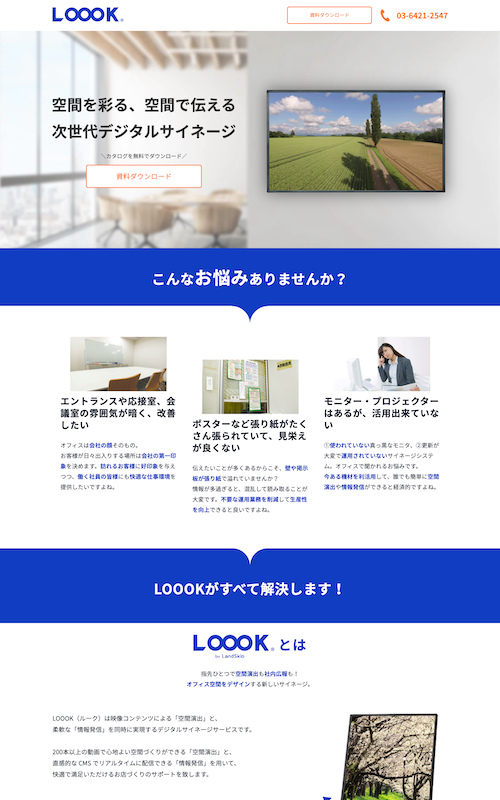 LOOOK
資料ダウンロード
03-6421-2547
空間を彩る、空間で伝える
次世代デジタルサイネージ
＼カタログを無料でダウンロード／
資料ダウンロード
こんなお悩みありませんか？
エントランスや応接室、会
議室の雰囲気が暗く、改善
したい
オフィスは会社の顔そのもの。
お客様が日々出入りする場所は会社の第一印
象を決めます。訪れるお客様に好印象を与え
つつ、働く社員の皆様にも快適な仕事環境を
提供したいですよね。
ポスターなど張り紙がたく
さん張られていて、見栄え
が良くない
伝えたいことが多くあるからこそ、壁や掲示
板が張り紙で溢れていませんか？
情報が多過ぎると、混乱して読み取ることが
大変です。不要な運用業務を削減して生産性
を向上できると良いですよね。
モニター・プロジェクター
はあるが、活用出来ていな
い
①使われていない真っ黒なモニタ、②更新が
大変で運用されていないサイネージシステ
ム。オフィスで聞かれるお悩みです。
今ある機材を利活用して、誰でも簡単に空間
演出や情報発信ができると経済的ですよね。
LOOOKがすべて解決します！
LOOOK とは
for LandSkip
指先ひとつで空間演出も社内広報も！
オフィス空間をデザインする新しいサイネージ。
LOOOK（ルーク）は映像コンテンツによる「空間演出」と、
柔軟な「情報発信」を同時に実現するデジタルサイネージサービスです。
200本以上の動画で心地よい空間づくりができる「空間演出」と、
直感的な CMS でリアルタイムに配信できる「情報発信」を用いて、
快適で満足いただけるお店づくりのサポートを致します。